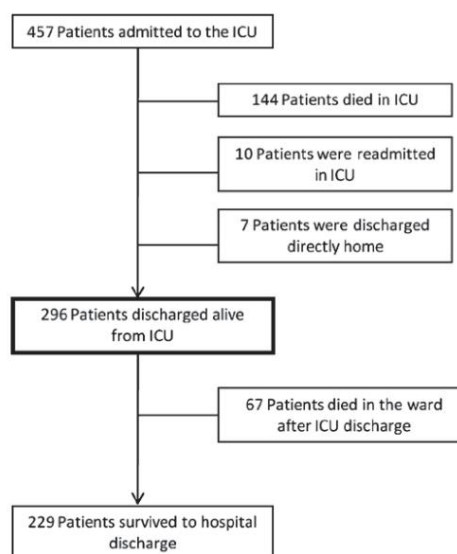 457 Patients admitted to the ICU
144 Patients died in ICU
10 Patients were readmitted
in ICU
7 Patients were discharged
directly home
296 Patients discharged alive
from ICU
67 Patients died in the ward
after ICU discharge
229 Patients survived to hospital
discharge